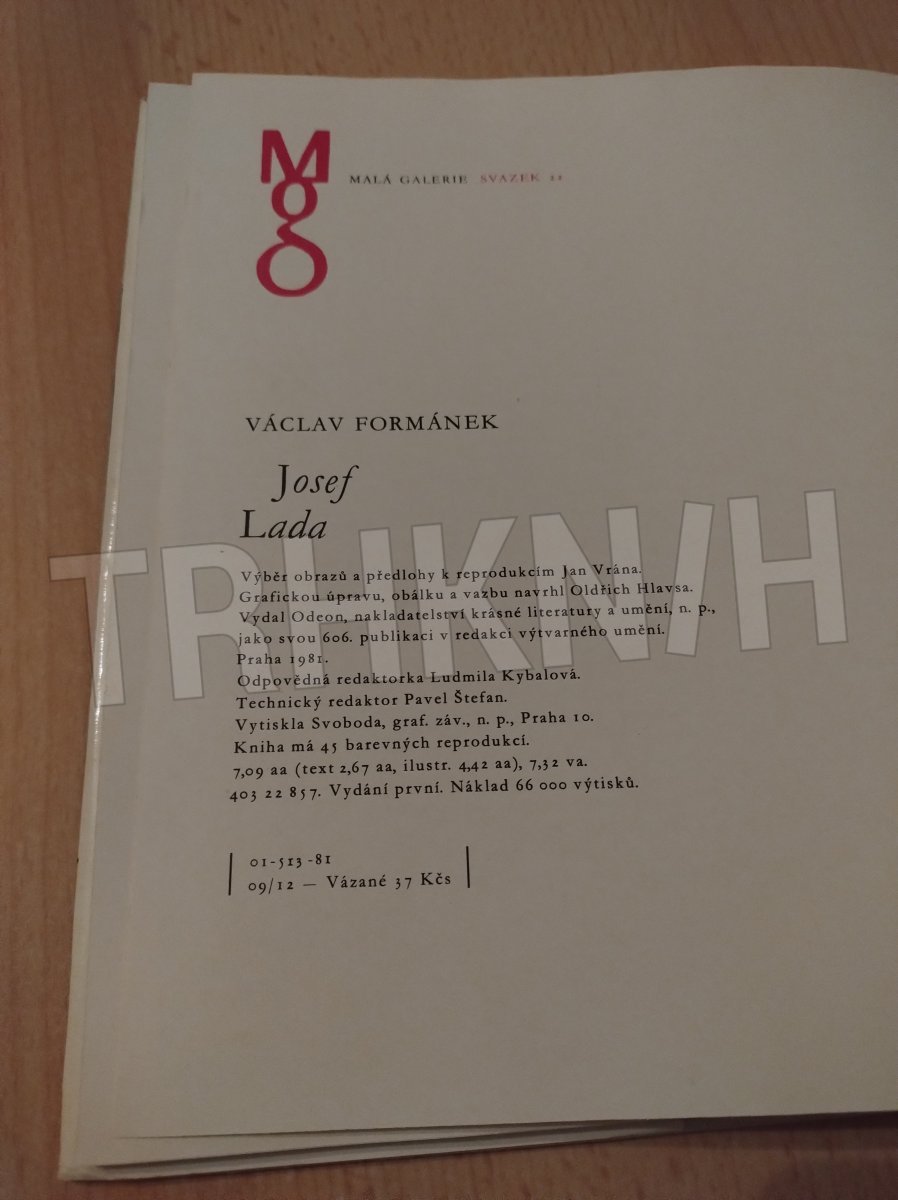 MgO
MALÁ GALERIE SVAZEK 21
VÁCLAV FORMÁNEK
Josef
Lada
Výběr obrazů a předlohy k reprodukcím Jan Vrána.
Grafickou úpravu, obálku a vazbu navrhl Oldřich Hlavsa.
Vydal Odeon, nakladatelství krásné literatury a umění, n. p.,
jako svou 606. publikaci v redakci výtvarného umění.
Praha 1981.
Odpovědná redaktorka Ludmila Kybalová.
Technický redaktor Pavel Štefan.
Vytiskla Svoboda, graf. záv., n. p., Praha 10.
Kniha má 45 barevných reprodukcí.
7,09 aa (text 2,67 aa, ilustr. 4,42 aa), 7,32 va.
403 22 857. Vydání první. Náklad 66 000 výtisků.
01-513-81
09/12 — Vázané 37 Kčs
TRHKNIH